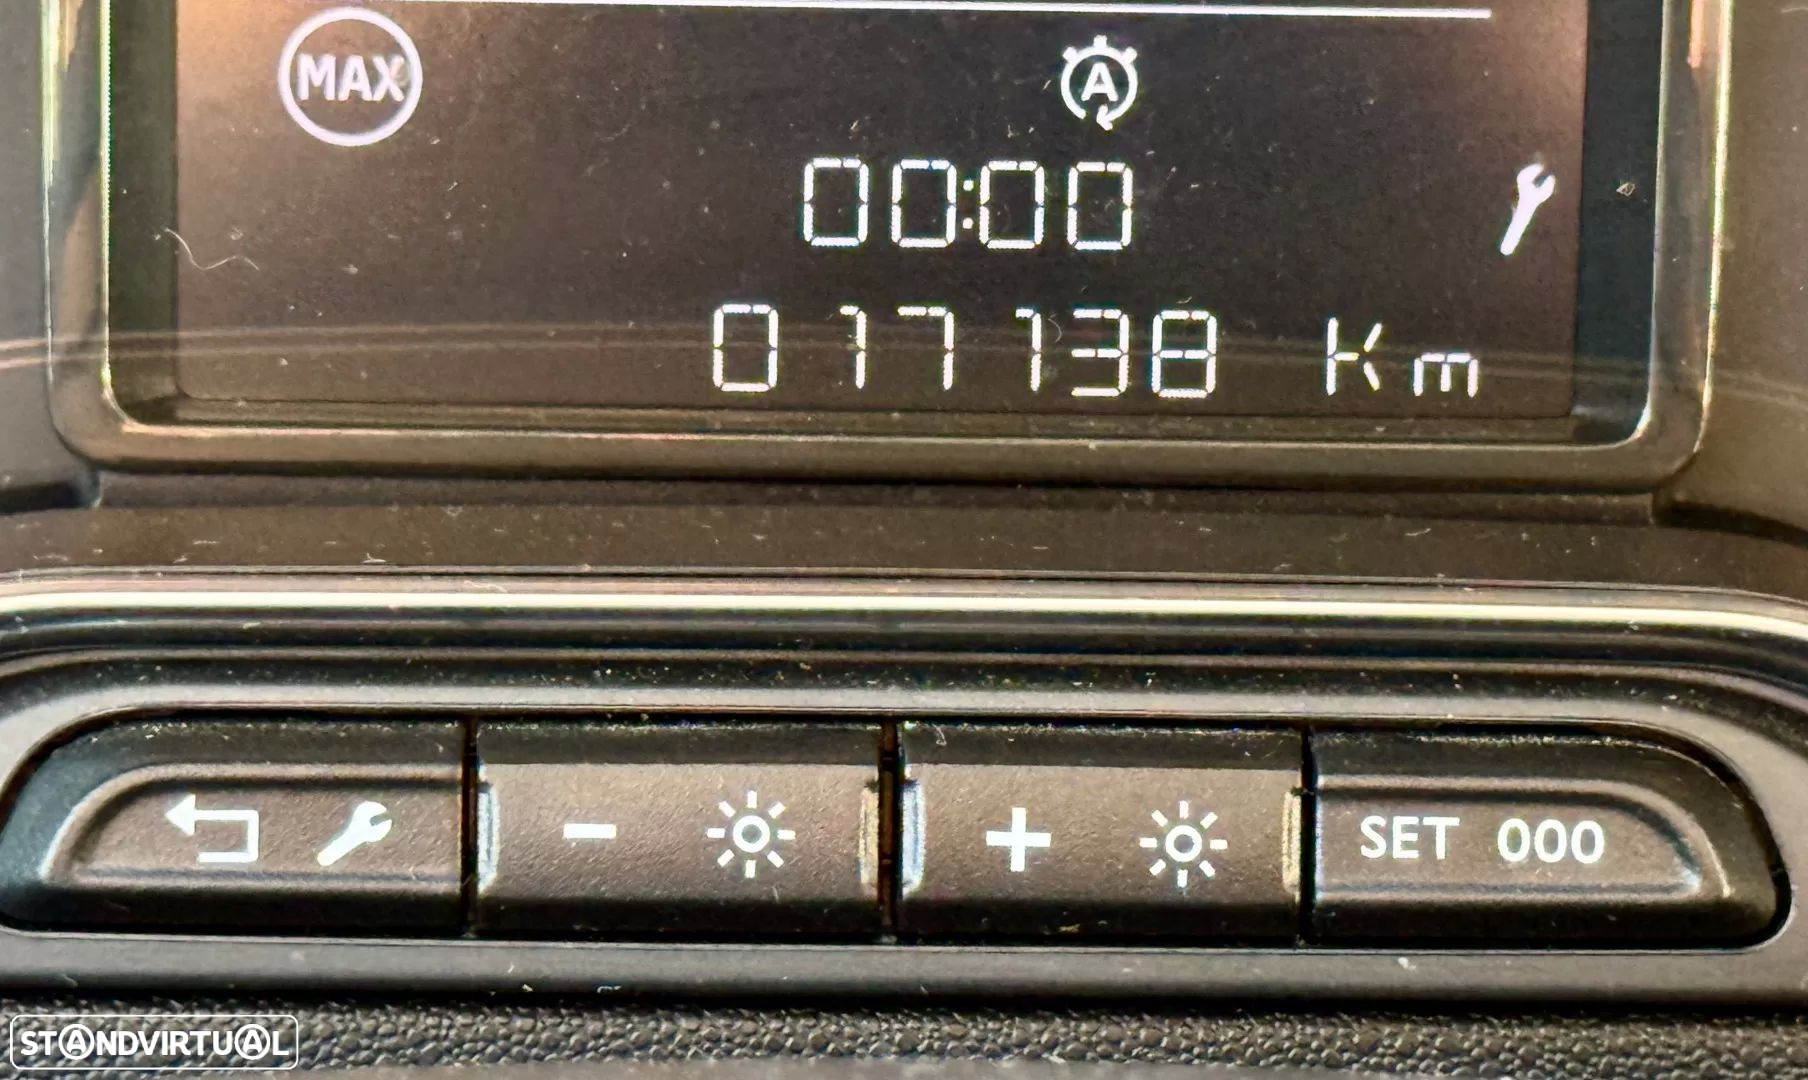 MAX
A
00:00
017138 Km
- + SET 000
STANDVIRTUAL